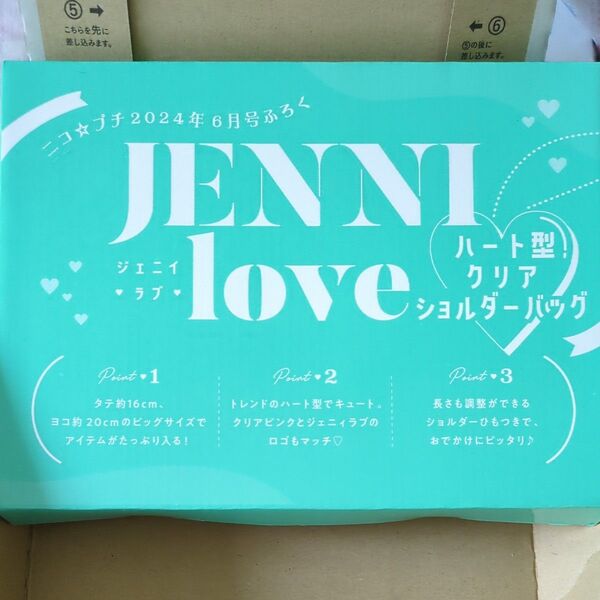 ⑤ →
こちらを先に
差し込みます。
← ⑥
⑤の後に
差し込みます。
ニコ☆プチ2024年6月号ふろく
JENNI
love
ジェニィ
♥ラブ♥
ハート型!
クリア
ショルダーバッグ
Point ♥ 1
タテ約16cm、
ヨコ約20cmのビッグサイズで
アイテムがたっぷり入る!
Point ♥ 2
トレンドのハート型でキュート。
クリアピンクとジェニィラブの
ロゴもマッチ♡
Point ♥ 3
長さも調整ができる
ショルダーひもつきで、
おでかけにピッタリ♪